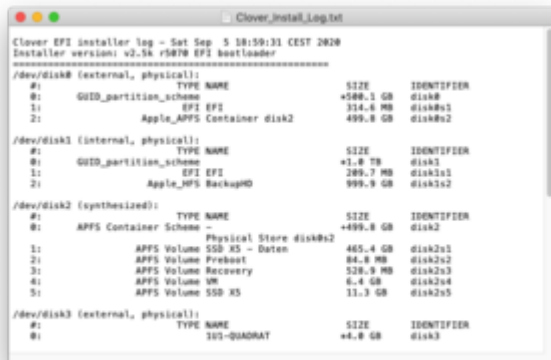 Clover_Install_Log.txt
Clover EFI installer log - Sat Sep 5 18:59:31 CEST 2020
Installer version: v2.5k r5070 EFI bootloader
======================================================
/dev/disk0 (external, physical):
#: TYPE NAME SIZE IDENTIFIER
0: GUID_partition_scheme *500.1 GB disk0
1: EFI EFI 314.6 MB disk0s1
2: Apple_APFS Container disk2 499.8 GB disk0s2
/dev/disk1 (internal, physical):
#: TYPE NAME SIZE IDENTIFIER
0: GUID_partition_scheme *1.0 TB disk1
1: EFI EFI 209.7 MB disk1s1
2: Apple_HFS BackupHD 999.9 GB disk1s2
/dev/disk2 (synthesized):
#: TYPE NAME SIZE IDENTIFIER
0: APFS Container Scheme - +499.8 GB disk2
Physical Store disk0s2
1: APFS Volume SSD X5 - Daten 465.4 GB disk2s1
2: APFS Volume Preboot 84.8 MB disk2s2
3: APFS Volume Recovery 528.9 MB disk2s3
4: APFS Volume VM 6.4 GB disk2s4
5: APFS Volume SSD X5 11.3 GB disk2s5
/dev/disk3 (external, physical):
#: TYPE NAME SIZE IDENTIFIER
0: 1U1-QUADRAT *4.0 GB disk3